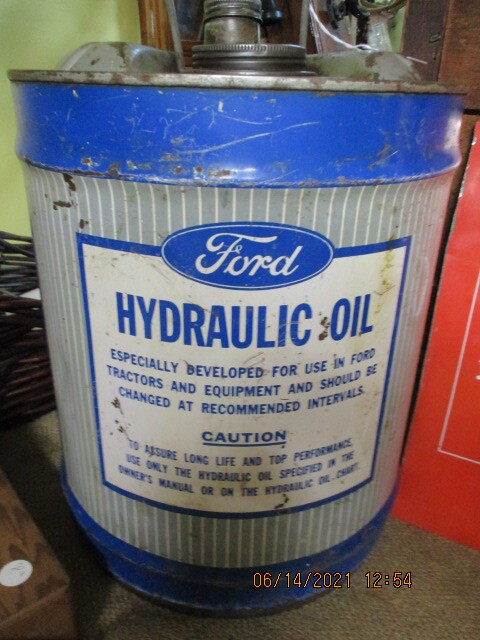 Ford
HYDRAULIC OIL
ESPECIALLY DEVELOPED FOR USE IN FORD
TRACTORS AND EQUIPMENT AND SHOULD BE
CHANGED AT RECOMMENDED INTERVALS.
CAUTION
TO ASSURE LONG LIFE AND TOP PERFORMANCE,
USE ONLY THE HYDRAULIC OIL SPECIFIED IN THE
OWNER'S MANUAL OR ON THE HYDRAULIC OIL CHART.
06/14/2021 12:54